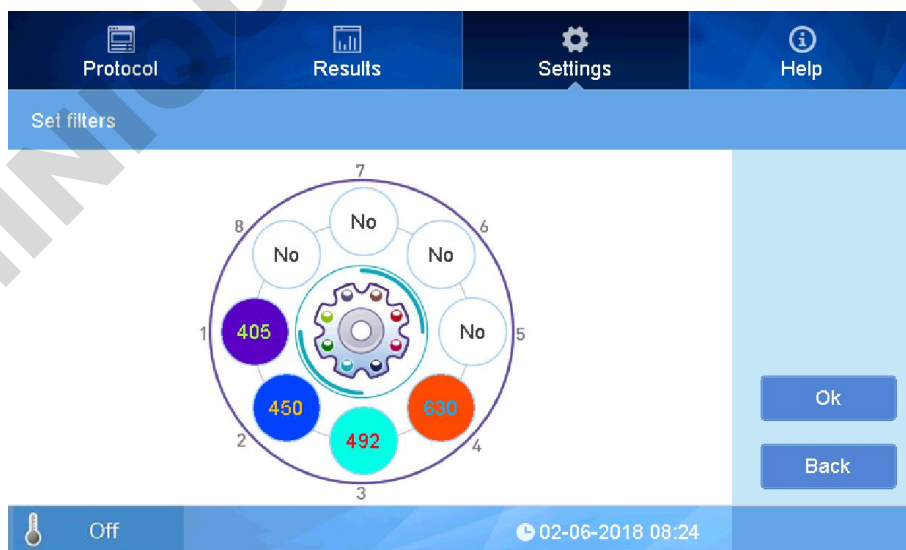 Protocol
Results
Settings
Help
Set filters
7
8
No
6
No
No
1
405
No
5
450
630
2
492
4
3
Ok
Back
Off
02-06-2018 08:24